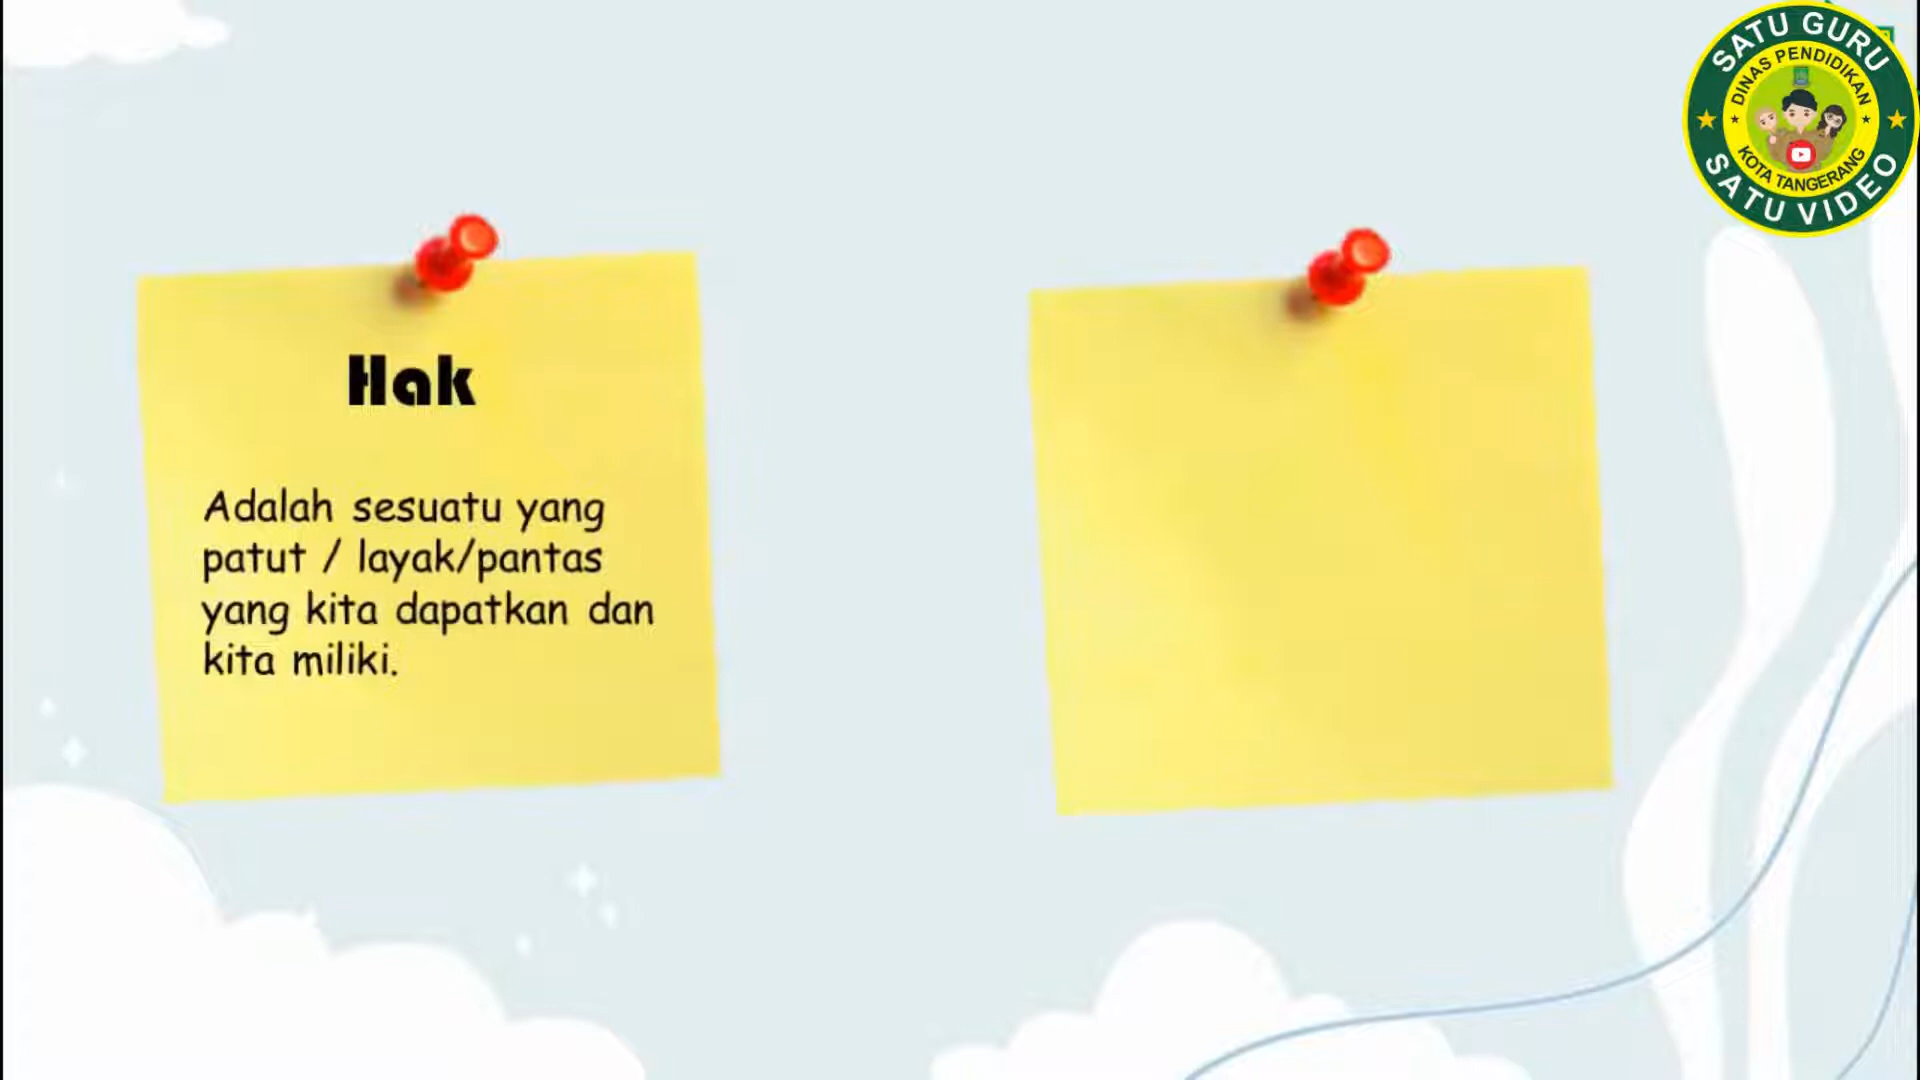 SATU GURU
DINAS PENDIDIKAN
KOTA TANGERANG
SATU VIDEO
Hak
Adalah sesuatu yang
patut / layak/pantas
yang kita dapatkan dan
kita miliki.